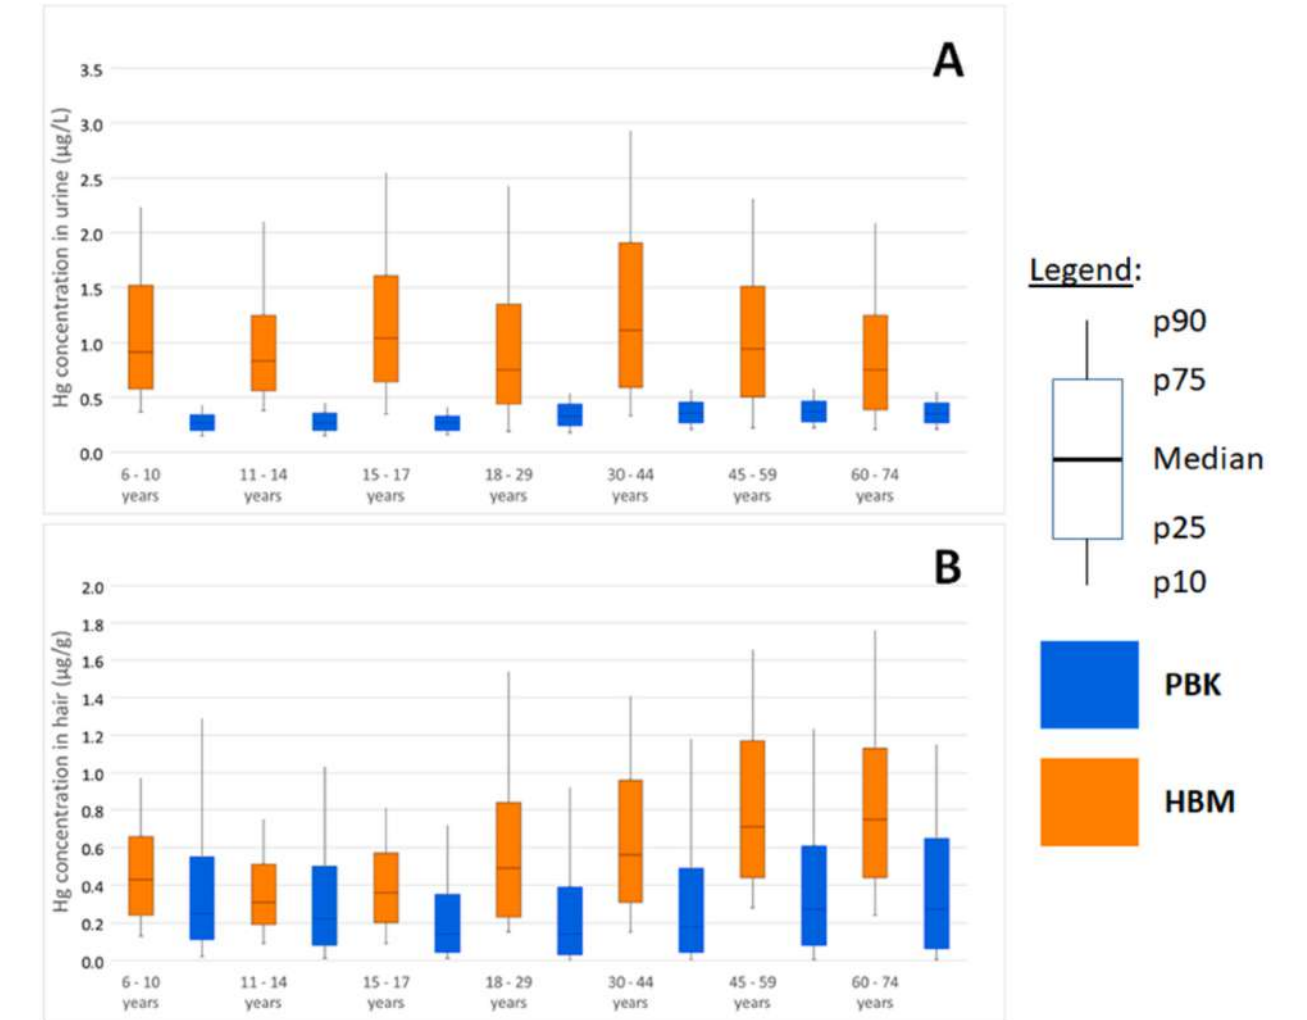 A
Hg concentration in urine (µg/L)
3.5
3.0
2.5
2.0
1.5
1.0
0.5
0.0
6 - 10 years
11 - 14 years
15 - 17 years
18 - 29 years
30 - 44 years
45 - 59 years
60 - 74 years
B
Hg concentration in hair (µg/g)
2.0
1.8
1.6
1.4
1.2
1.0
0.8
0.6
0.4
0.2
0.0
6 - 10 years
11 - 14 years
15 - 17 years
18 - 29 years
30 - 44 years
45 - 59 years
60 - 74 years
Legend:
p90
p75
Median
p25
p10
PBK
HBM